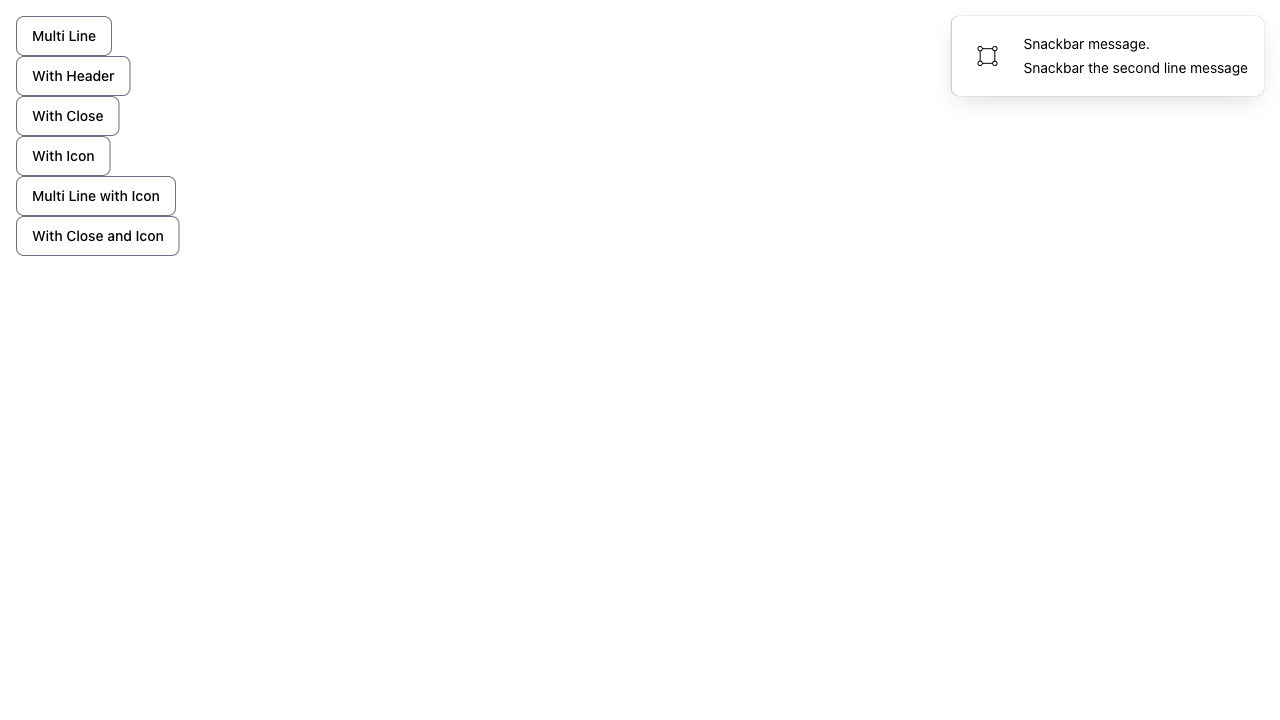 Multi Line
With Header
With Close
With Icon
Multi Line with Icon
With Close and Icon
Snackbar message.
Snackbar the second line message